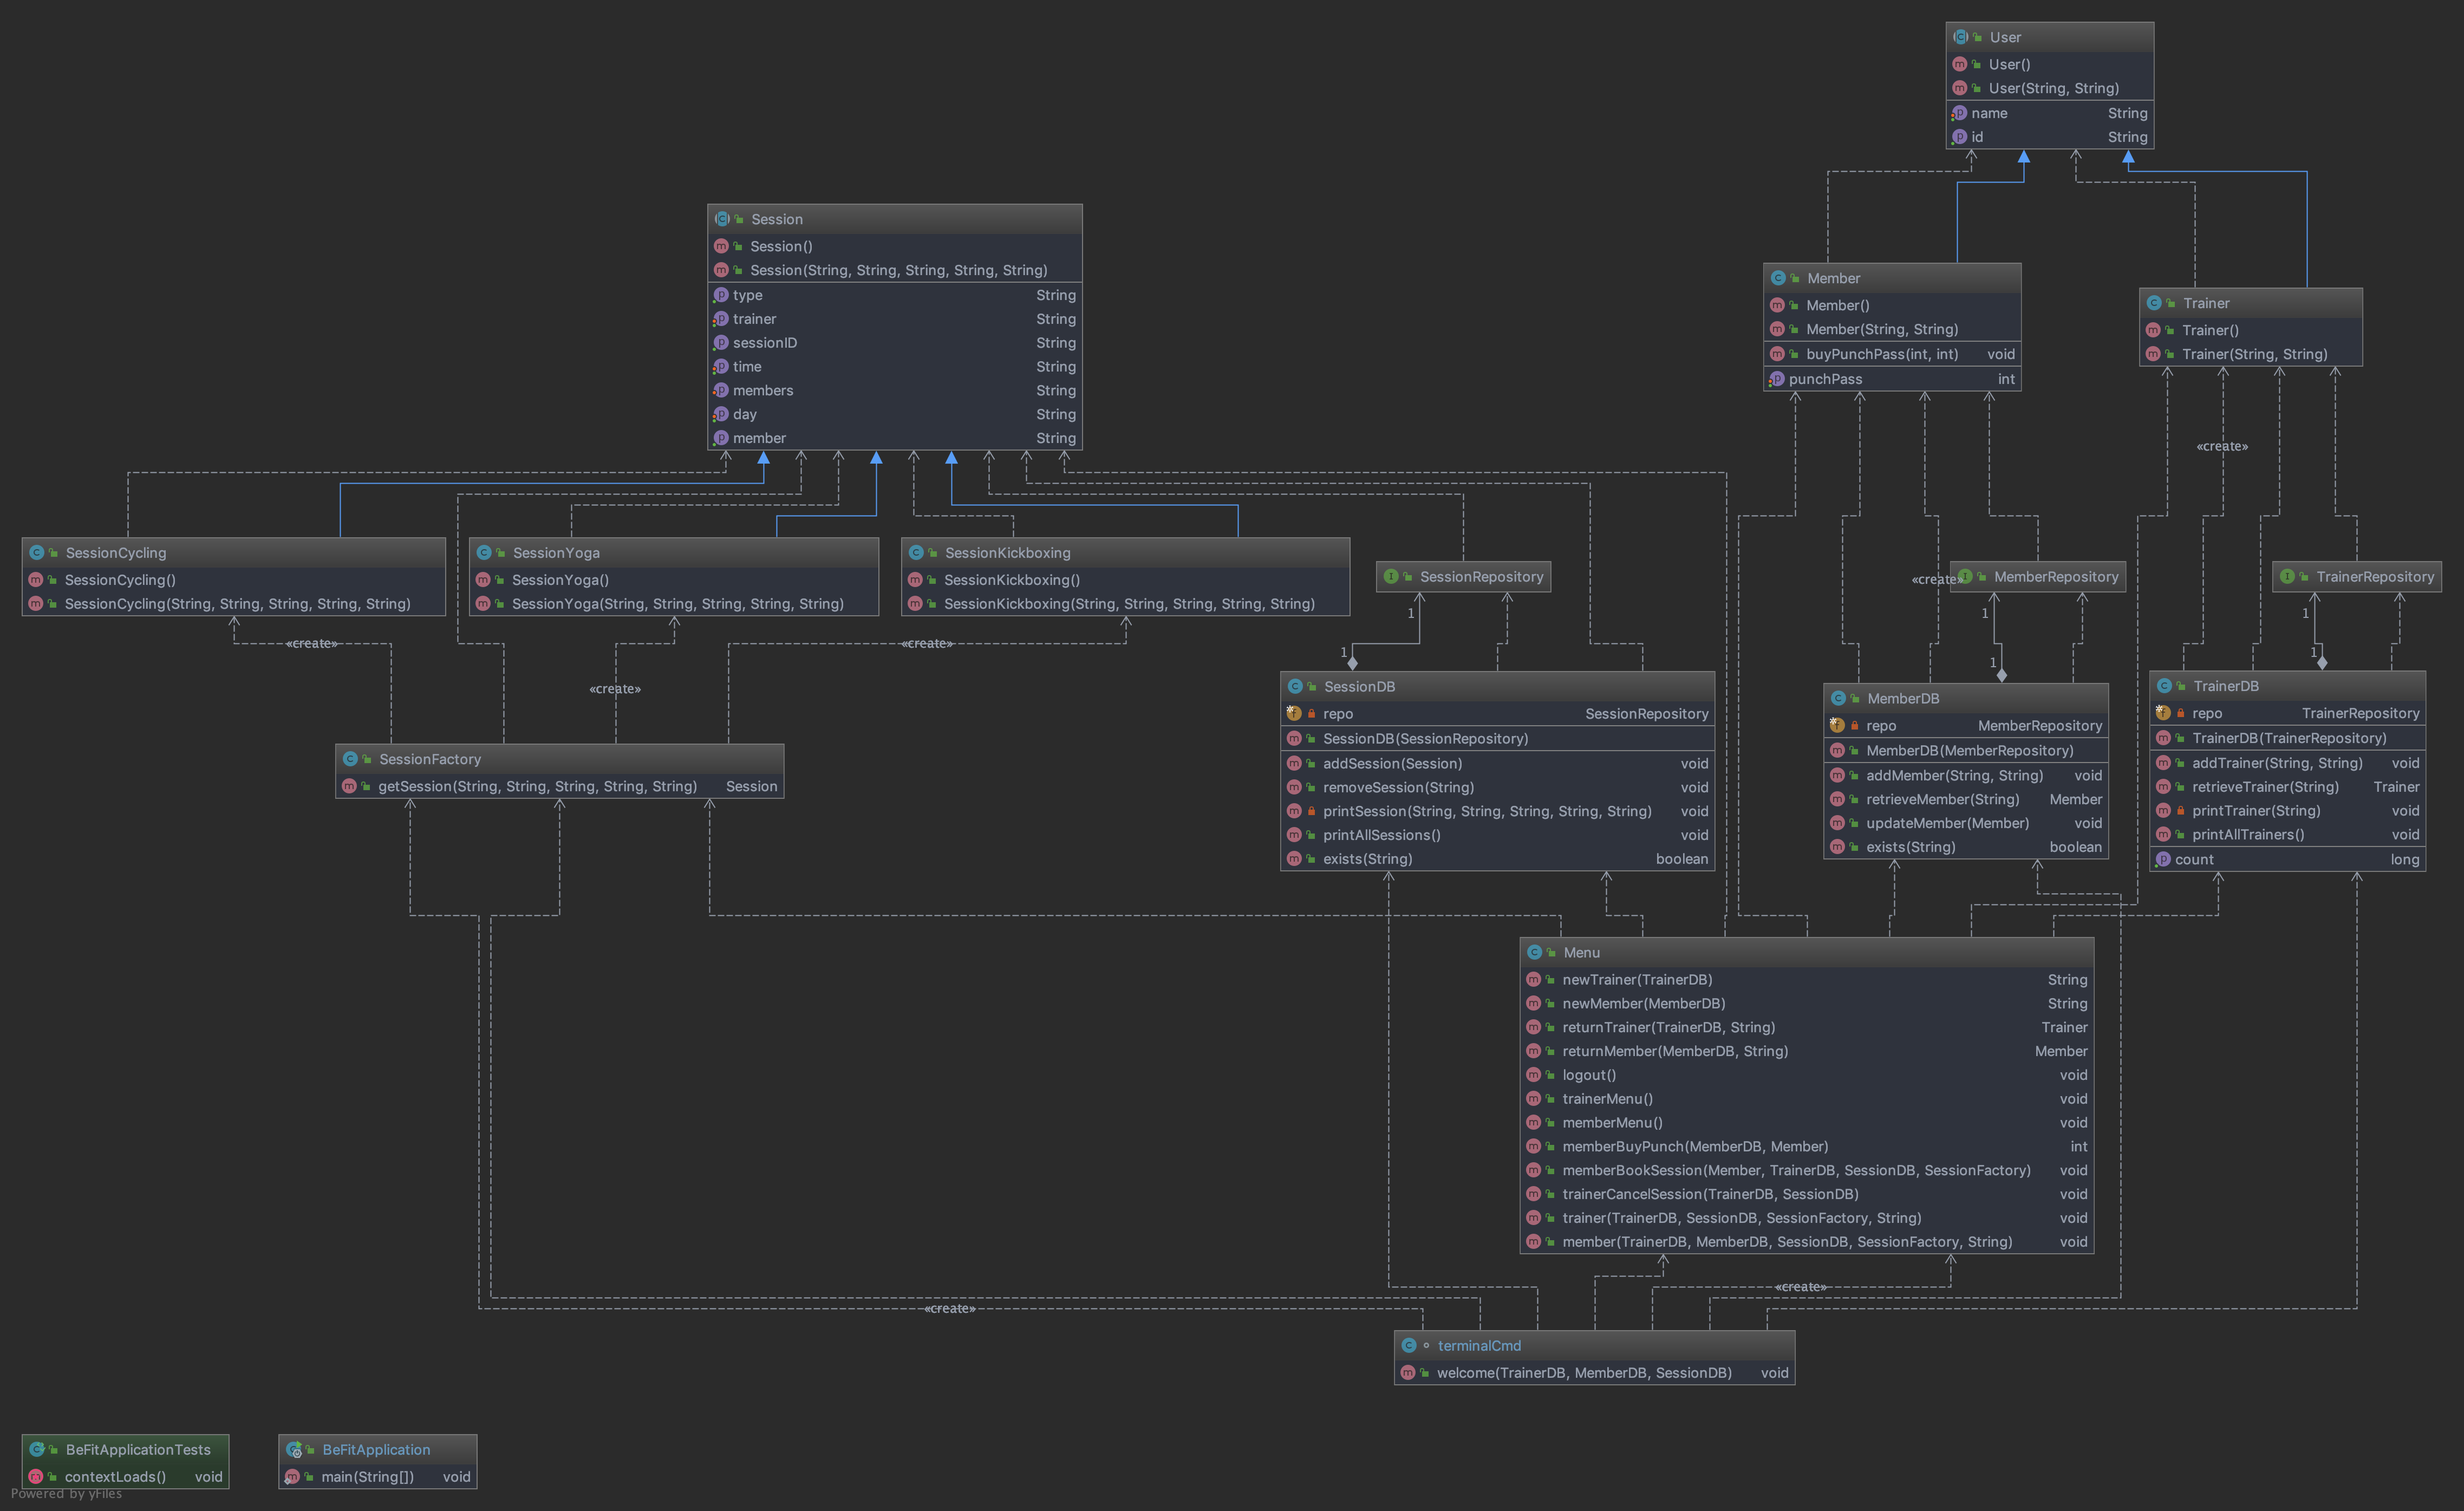 User
User()
User(String, String)
name String
id String
Session
Session()
Session(String, String, String, String, String)
type String
trainer String
sessionID String
time String
members String
day String
member String
Member
Member()
Member(String, String)
buyPunchPass(int, int) void
punchPass int
Trainer
Trainer()
Trainer(String, String)
«create»
SessionCycling
SessionCycling()
SessionCycling(String, String, String, String, String)
SessionYoga
SessionYoga()
SessionYoga(String, String, String, String, String)
SessionKickboxing
SessionKickboxing()
SessionKickboxing(String, String, String, String, String)
SessionRepository
«create»
MemberRepository
TrainerRepository
1
1
1
1
1
1
«create»
«create»
«create»
SessionFactory
getSession(String, String, String, String, String) Session
SessionDB
repo SessionRepository
SessionDB(SessionRepository)
addSession(Session) void
removeSession(String) void
printSession(String, String, String, String, String) void
printAllSessions() void
exists(String) boolean
MemberDB
repo MemberRepository
MemberDB(MemberRepository)
addMember(String, String) void
retrieveMember(String) Member
updateMember(Member) void
exists(String) boolean
TrainerDB
repo TrainerRepository
TrainerDB(TrainerRepository)
addTrainer(String, String) void
retrieveTrainer(String) Trainer
printTrainer(String) void
printAllTrainers() void
count long
Menu
newTrainer(TrainerDB) String
newMember(MemberDB) String
returnTrainer(TrainerDB, String) Trainer
returnMember(MemberDB, String) Member
logout() void
trainerMenu() void
memberMenu() void
memberBuyPunch(MemberDB, Member) int
memberBookSession(Member, TrainerDB, SessionDB, SessionFactory) void
trainerCancelSession(TrainerDB, SessionDB) void
trainer(TrainerDB, SessionDB, SessionFactory, String) void
member(TrainerDB, MemberDB, SessionDB, SessionFactory, String) void
«create»
«create»
terminalCmd
welcome(TrainerDB, MemberDB, SessionDB) void
BeFitApplicationTests
contextLoads() void
BeFitApplication
main(String[]) void
Powered by yFiles